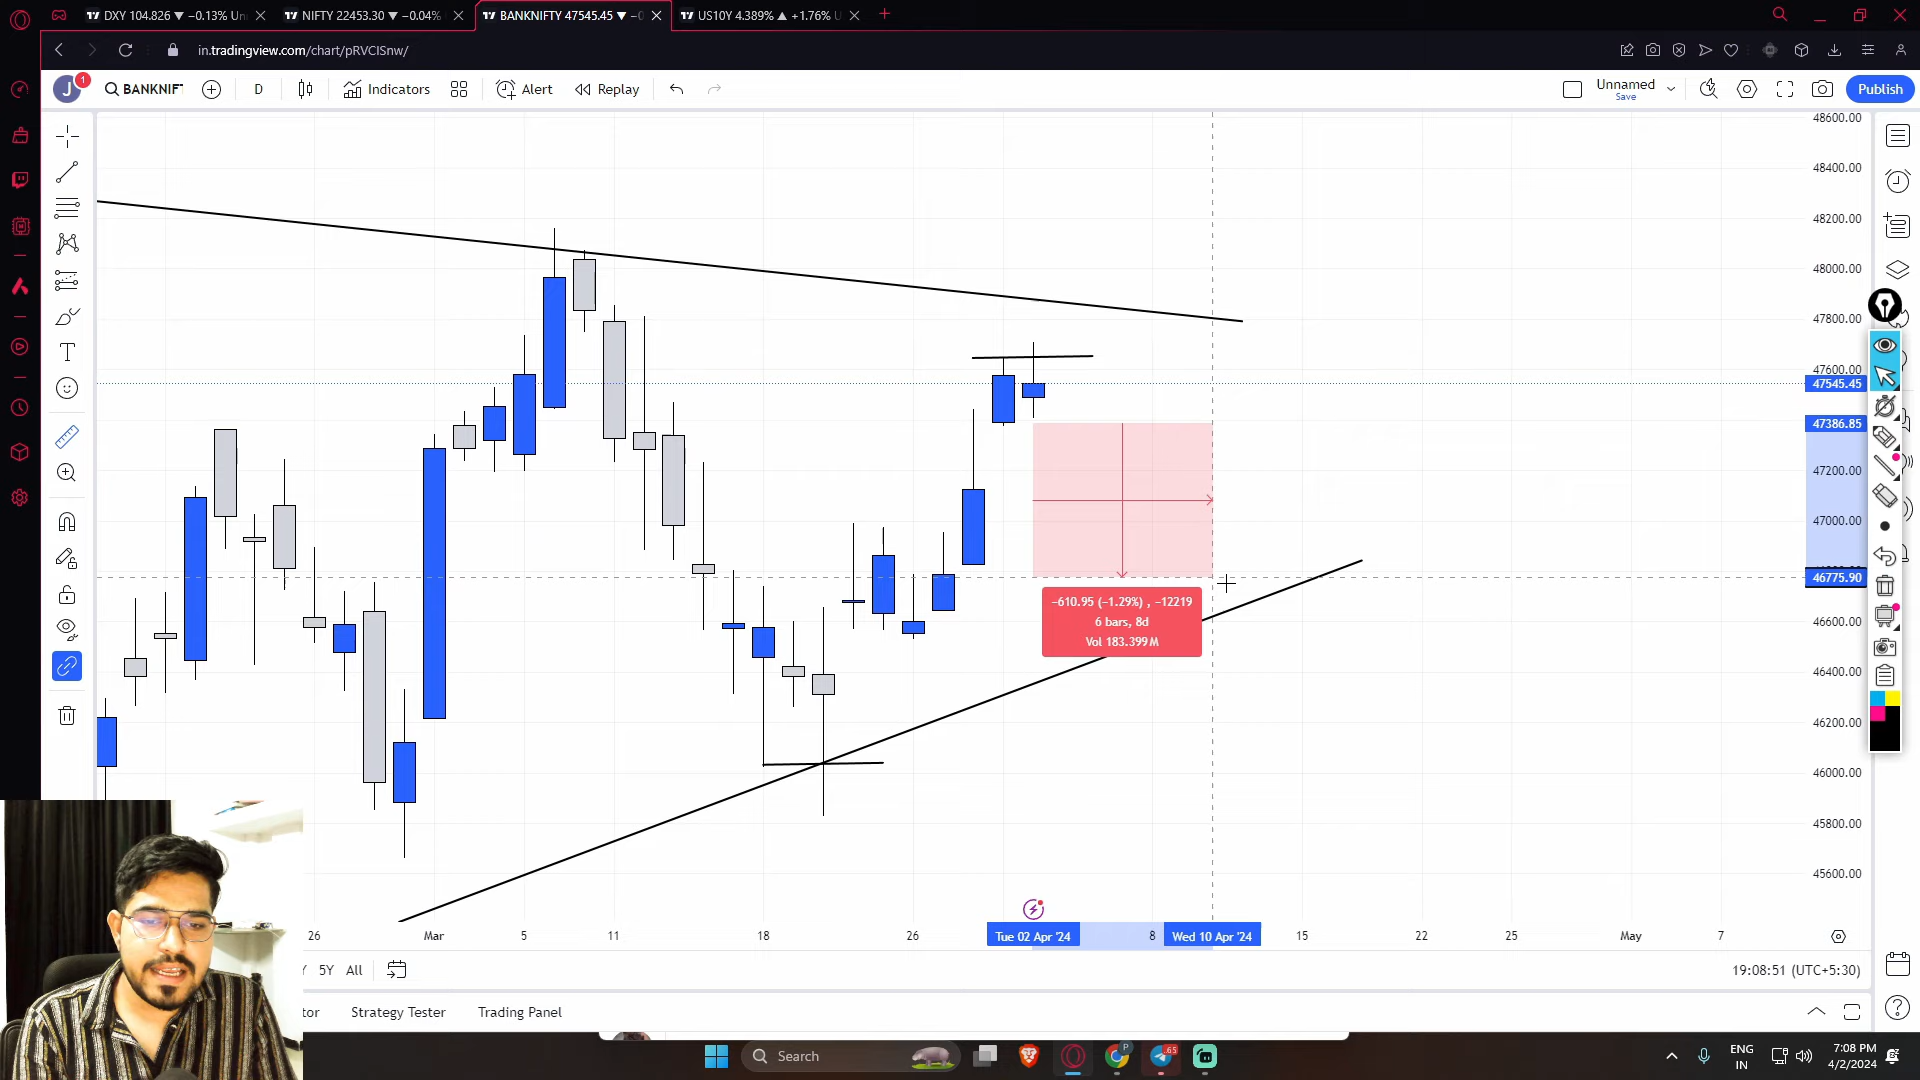 DXY 104.826 ▼ −0.13% Un
NIFTY 22453.30 ▼ −0.04%
BANKNIFTY 47545.45 ▼ −0
US10Y 4.389% ▲ +1.76% U
in.tradingview.com/chart/pRVClSnw/
J
1
BANKNIFT
D
Indicators
Alert
Replay
Unnamed
Save
Publish
48600.00
48400.00
48200.00
48000.00
47800.00
47600.00
47545.45
47386.85
47200.00
47000.00
46775.90
46600.00
46400.00
46200.00
46000.00
45800.00
45600.00
−610.95 (−1.29%) , −12219
6 bars, 8d
Vol 183.399 M
26
Mar
5
11
18
26
Tue 02 Apr '24
8
Wed 10 Apr '24
15
22
25
May
7
5Y
All
19:08:51 (UTC+5:30)
tor
Strategy Tester
Trading Panel
Search
P
65
ENG
IN
7:08 PM
4/2/2024